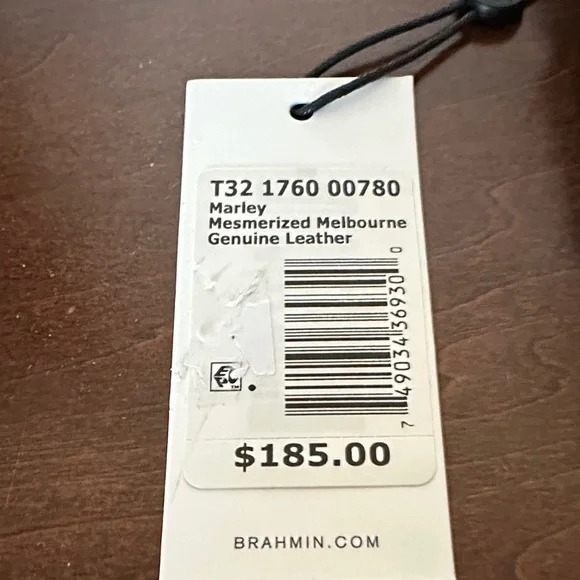 T32 1760 00780
Marley
Mesmerized Melbourne
Genuine Leather
7 49034 36930 0
$185.00
BRAHMIN.COM